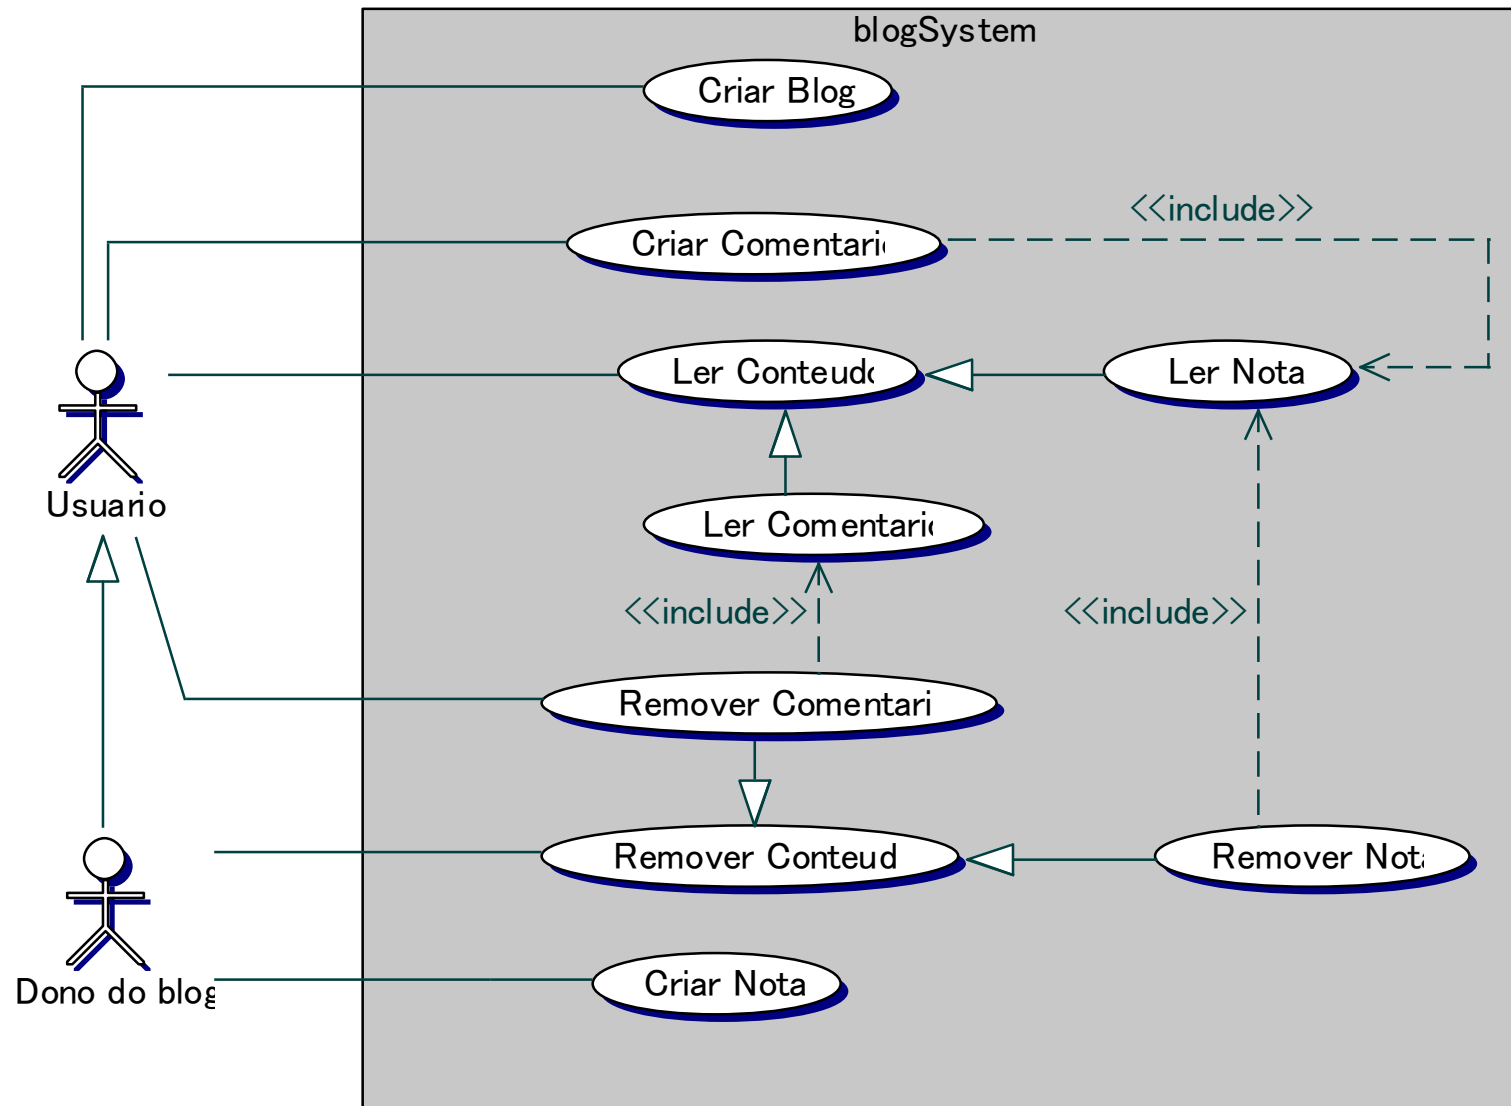 blogSystem
Criar Blog
<<include>>
Criar Comentari
Ler Conteudo
Ler Nota
Usuario
Ler Comentario
<<include>>
<<include>>
Remover Comentari
Remover Conteud
Remover Nota
Dono do blog
Criar Nota